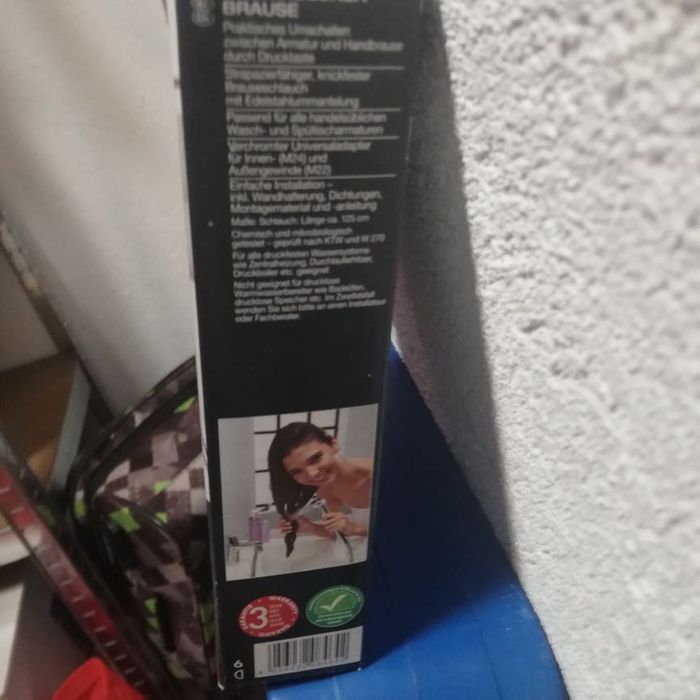 BRAUSE
Praktisches Umschalten
zwischen Armatur und Handbrause
durch Drucktaste
Strapazierfähiger, knickfester
Brauseschlauch
mit Edelstahlummantelung
Passend für alle handelsüblichen
Wasch- und Spültischarmaturen
Verchromter Universaladapter
für Innen- (M24) und
Außengewinde (M22)
Einfache Installation –
inkl. Wandhalterung, Dichtungen,
Montagematerial und -anleitung
Maße: Schlauch: Länge ca. 125 cm
Chemisch und mikrobiologisch
getestet – geprüft nach KTW und W 270
Für alle druckfesten Wassersysteme
wie Zentralheizung, Durchlauferhitzer,
Druckboiler etc. geeignet
Nicht geeignet für drucklose
Warmwasserbereiter wie Badeöfen,
drucklose Speicher etc. Im Zweifelsfall
wenden Sie sich bitte an einen Installateur
oder Fachberater.
WARRANTY
3